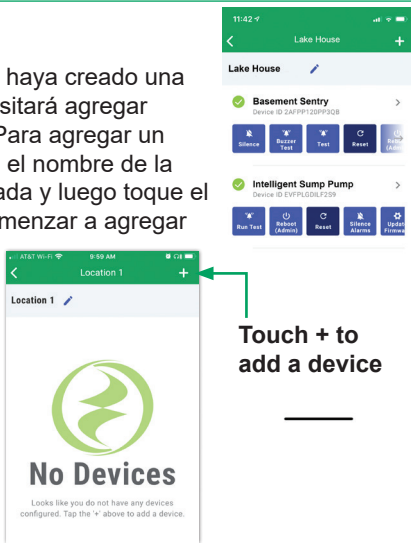 haya creado una
sitará agregar
Para agregar un
el nombre de la
ada y luego toque el
menzar a agregar
11:42
Lake House
+
Lake House
Basement Sentry
Device ID 2AFPP120PP3QB
Silence
Buzzer Test
Test
Reset
Intelligent Sump Pump
Device ID EVFPLGDILF2S9
Run Test
Reboot (Admin)
Reset
Silence Alarms
AT&T Wi-Fi
9:59 AM
Location 1
+
Location 1
No Devices
Looks like you do not have any devices
configured. Tap the '+' above to add a device.
Touch + to
add a device